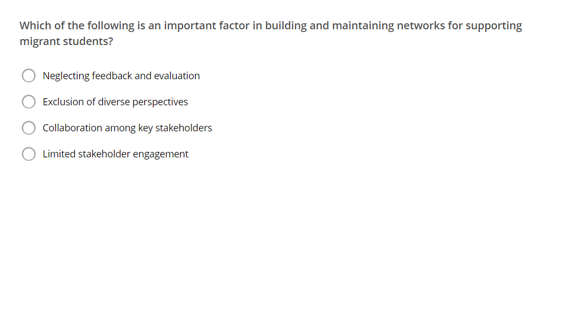 Which of the following is an important factor in building and maintaining networks for supporting
migrant students?
Neglecting feedback and evaluation
Exclusion of diverse perspectives
Collaboration among key stakeholders
Limited stakeholder engagement